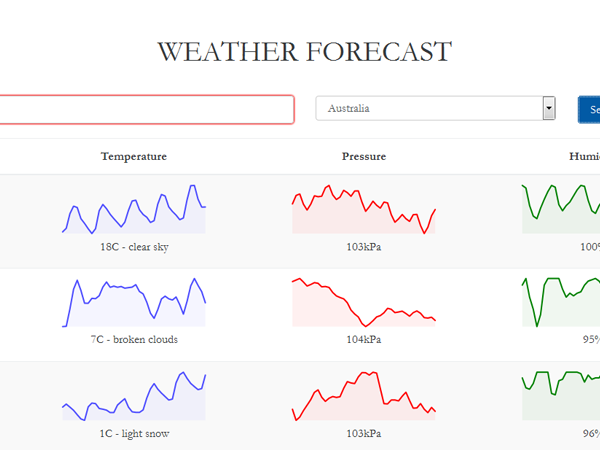 WEATHER FORECAST
Australia
Se
Temperature Pressure Humi
18C - clear sky 103kPa 100%
7C - broken clouds 104kPa 95%
1C - light snow 103kPa 96%